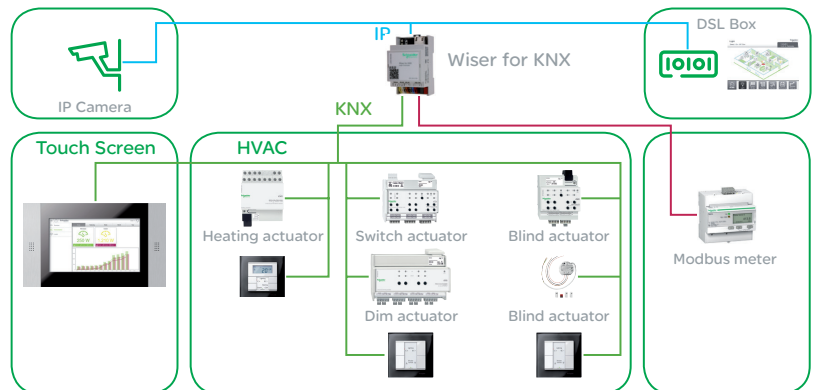 IP
DSL Box
Wiser for KNX
IP Camera
KNX
Touch Screen
HVAC
Heating actuator
Switch actuator
Blind actuator
Modbus meter
Dim actuator
Blind actuator